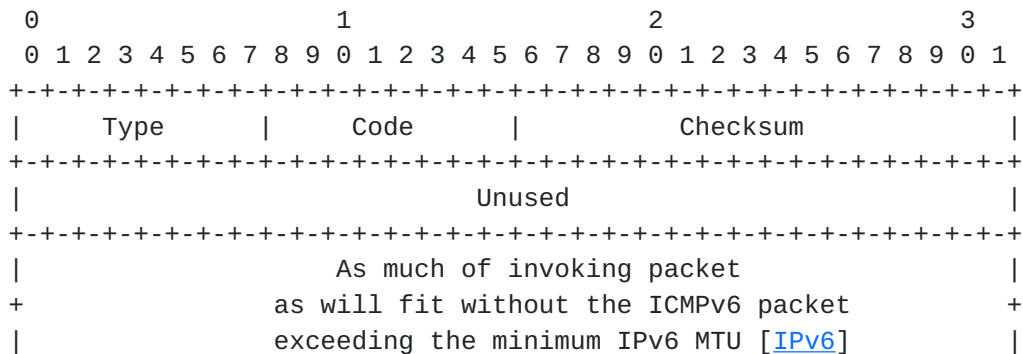 0                   1                   2                   3
 0 1 2 3 4 5 6 7 8 9 0 1 2 3 4 5 6 7 8 9 0 1 2 3 4 5 6 7 8 9 0 1
+-+-+-+-+-+-+-+-+-+-+-+-+-+-+-+-+-+-+-+-+-+-+-+-+-+-+-+-+-+-+-+-+
|     Type      |     Code      |          Checksum             |
+-+-+-+-+-+-+-+-+-+-+-+-+-+-+-+-+-+-+-+-+-+-+-+-+-+-+-+-+-+-+-+-+
|                             Unused                            |
+-+-+-+-+-+-+-+-+-+-+-+-+-+-+-+-+-+-+-+-+-+-+-+-+-+-+-+-+-+-+-+-+
|                    As much of invoking packet                 |
+                as will fit without the ICMPv6 packet          +
|                exceeding the minimum IPv6 MTU [IPv6]          |